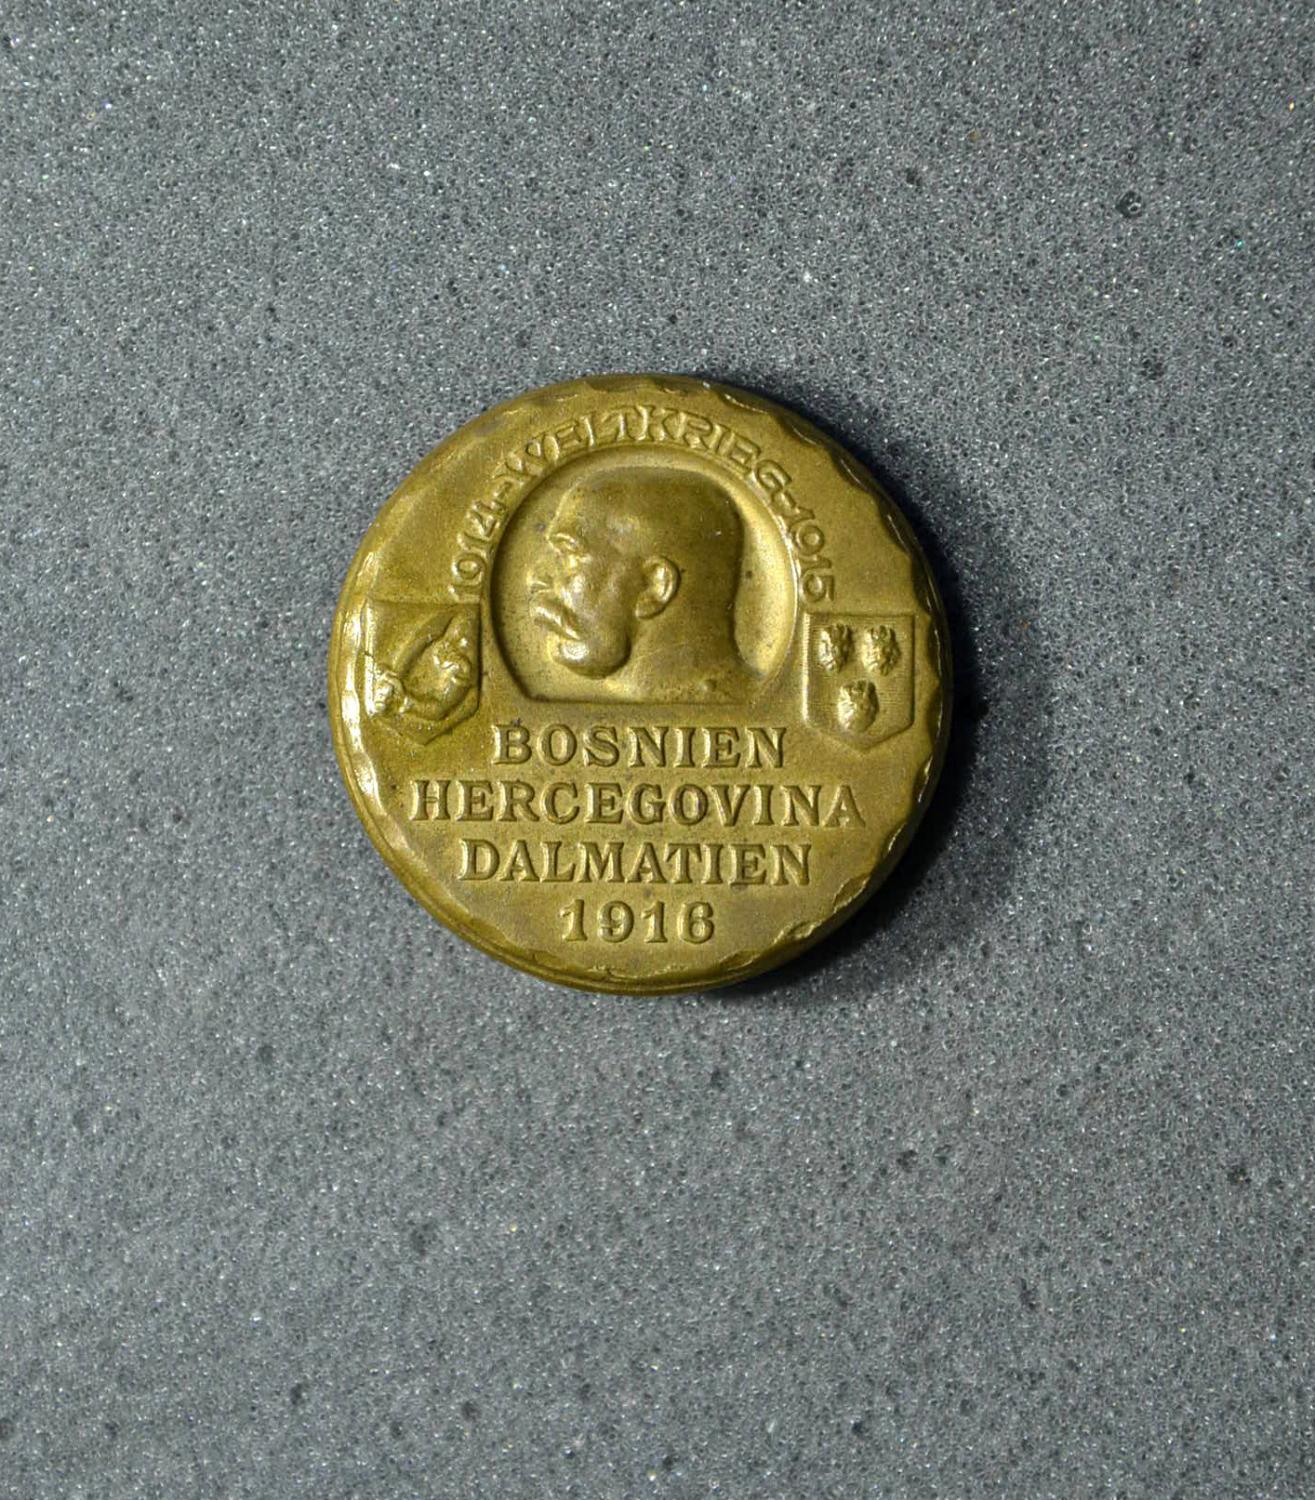 1914-WELTKRIEG-1915
BOSNIEN
HERCEGOVINA
DALMATIEN
1916